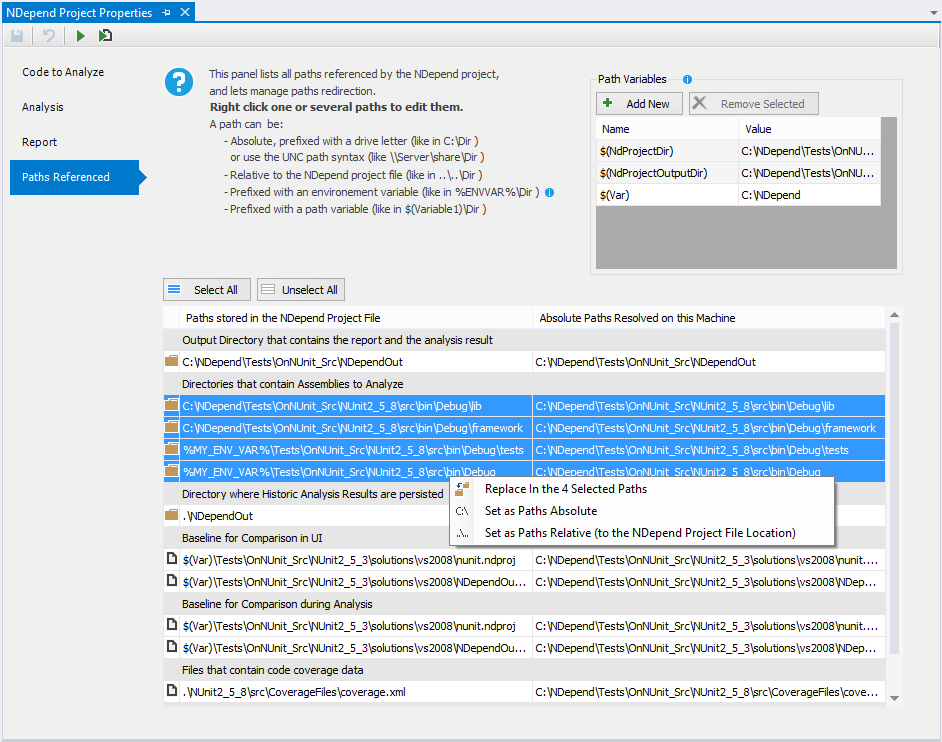 NDepend Project Properties
Code to Analyze
Analysis
Report
Paths Referenced
?
This panel lists all paths referenced by the NDepend project,
and lets manage paths redirection.
Right click one or several paths to edit them.
A path can be:
- Absolute, prefixed with a drive letter (like in C:\Dir )
or use the UNC path syntax (like \\Server\share\Dir )
- Relative to the NDepend project file (like in ..\..\Dir )
- Prefixed with an environement variable (like in %ENVVAR%\Dir ) i
- Prefixed with a path variable (like in $(Variable1)\Dir )
Path Variables i
Add New Remove Selected
Name Value
$(NdProjectDir) C:\NDepend\Tests\OnNU...
$(NdProjectOutputDir) C:\NDepend\Tests\OnNU...
$(Var) C:\NDepend
Select All Unselect All
Paths stored in the NDepend Project File Absolute Paths Resolved on this Machine
Output Directory that contains the report and the analysis result
C:\NDepend\Tests\OnNUnit_Src\NDependOut C:\NDepend\Tests\OnNUnit_Src\NDependOut
Directories that contain Assemblies to Analyze
C:\NDepend\Tests\OnNUnit_Src\NUnit2_5_8\src\bin\Debug\lib C:\NDepend\Tests\OnNUnit_Src\NUnit2_5_8\src\bin\Debug\lib
C:\NDepend\Tests\OnNUnit_Src\NUnit2_5_8\src\bin\Debug\framework C:\NDepend\Tests\OnNUnit_Src\NUnit2_5_8\src\bin\Debug\framework
%MY_ENV_VAR%\Tests\OnNUnit_Src\NUnit2_5_8\src\bin\Debug\tests C:\NDepend\Tests\OnNUnit_Src\NUnit2_5_8\src\bin\Debug\tests
%MY_ENV_VAR%\Tests\OnNUnit_Src\NUnit2_5_8\src\bin\Debug C:\NDepend\Tests\OnNUnit_Src\NUnit2_5_8\src\bin\Debug
Directory where Historic Analysis Results are persisted
.\NDependOut
Replace In the 4 Selected Paths
C:\ Set as Paths Absolute
..\.. Set as Paths Relative (to the NDepend Project File Location)
Baseline for Comparison in UI
$(Var)\Tests\OnNUnit_Src\NUnit2_5_3\solutions\vs2008\nunit.ndproj C:\NDepend\Tests\OnNUnit_Src\NUnit2_5_3\solutions\vs2008\nunit....
$(Var)\Tests\OnNUnit_Src\NUnit2_5_3\solutions\vs2008\NDependOu... C:\NDepend\Tests\OnNUnit_Src\NUnit2_5_3\solutions\vs2008\NDep...
Baseline for Comparison during Analysis
$(Var)\Tests\OnNUnit_Src\NUnit2_5_3\solutions\vs2008\nunit.ndproj C:\NDepend\Tests\OnNUnit_Src\NUnit2_5_3\solutions\vs2008\nunit....
$(Var)\Tests\OnNUnit_Src\NUnit2_5_3\solutions\vs2008\NDependOu... C:\NDepend\Tests\OnNUnit_Src\NUnit2_5_3\solutions\vs2008\NDep...
Files that contain code coverage data
.\NUnit2_5_8\src\CoverageFiles\coverage.xml C:\NDepend\Tests\OnNUnit_Src\NUnit2_5_8\src\CoverageFiles\cove...